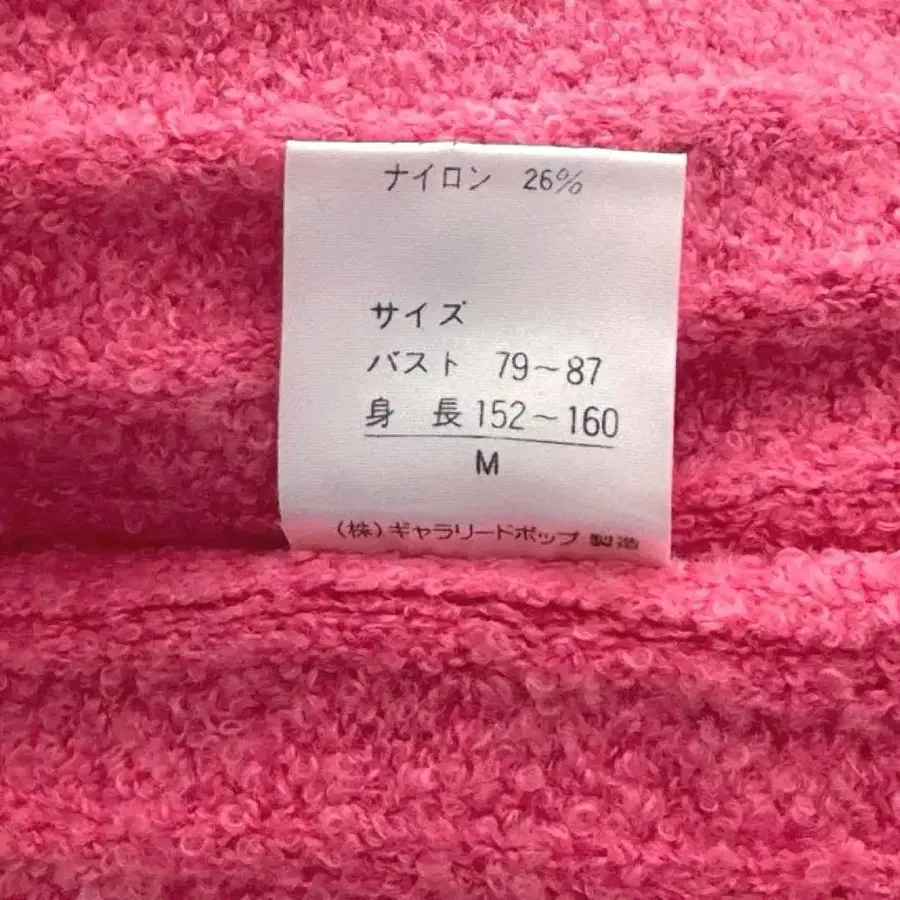 ナイロン 26%
サイズ
バスト 79〜87
身 長 152〜160
M
(株)ギャラリードポップ 製造